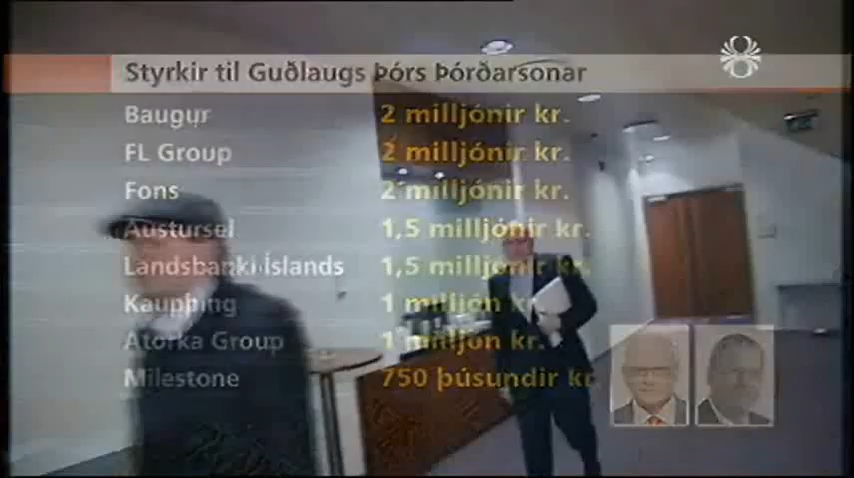 Styrkir til Guðlaugs Þórs Þórðarsonar
Baugur 2 milljónir kr.
FL Group 2 milljónir kr.
Fons 2 milljónir kr.
Austursel 1,5 milljónir kr.
Landsbanki Íslands 1,5 milljónir kr.
Kaupþing 1 milljón kr.
Atorka Group 1 milljón kr.
Milestone 750 þúsundir kr.